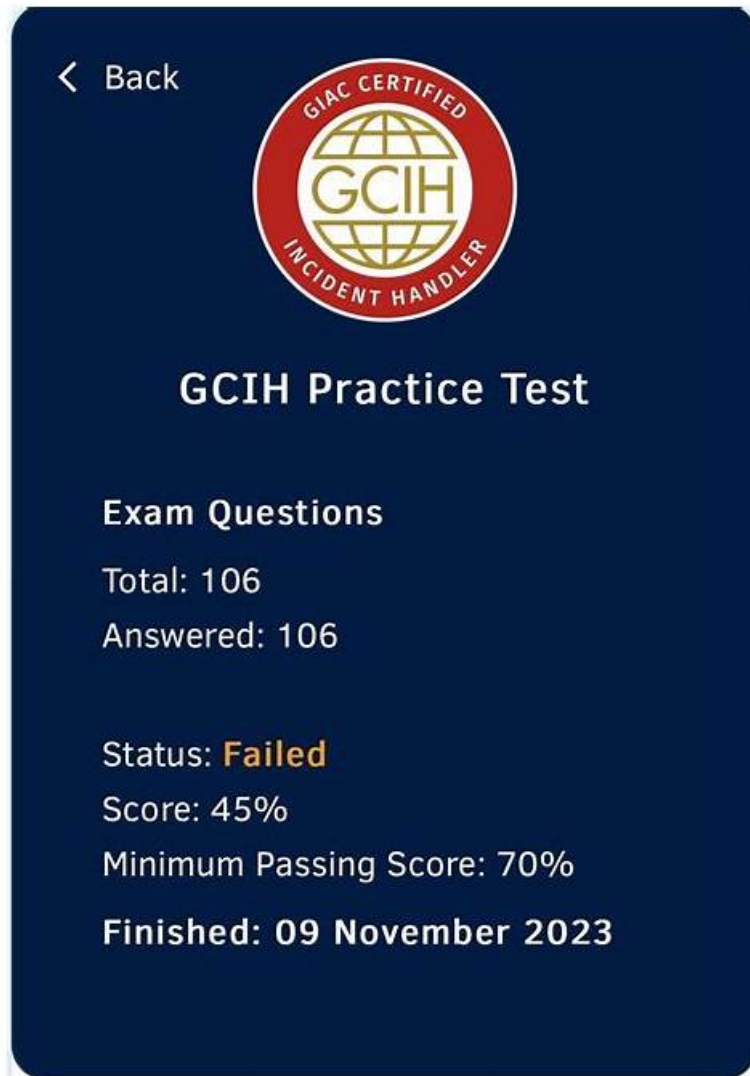 Back
GIAC CERTIFIED
GCIH
INCIDENT HANDLER
GCIH Practice Test
Exam Questions
Total: 106
Answered: 106
Status: Failed
Score: 45%
Minimum Passing Score: 70%
Finished: 09 November 2023